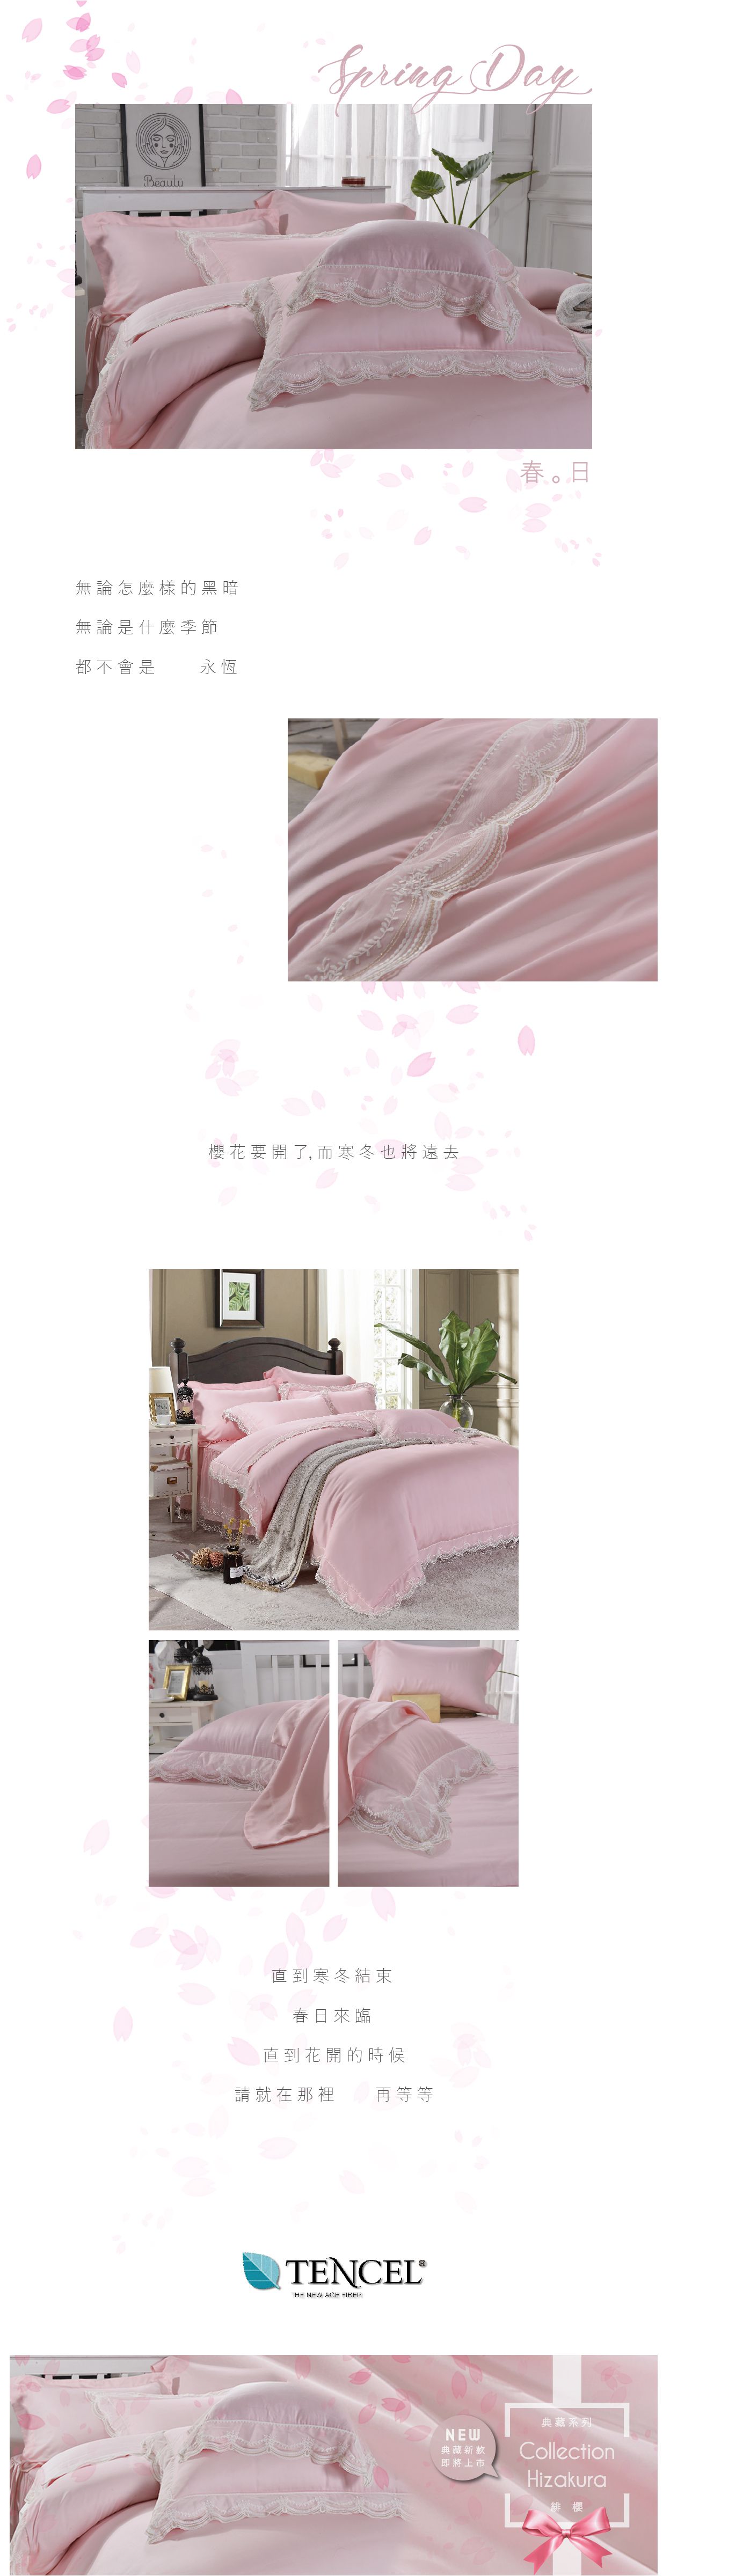 Spring Day
Beauty
春。日
無論怎麼樣的黑暗
無論是什麼季節
都不會是 永恆
櫻花要開了,而寒冬也將遠去
直到寒冬結束
春日來臨
直到花開的時候
請就在那裡 再等等
TENCEL®
THE NEW AGE FIBER
NEW
典藏新款
即將上市
典藏系列
Collection
Hizakura
緋櫻